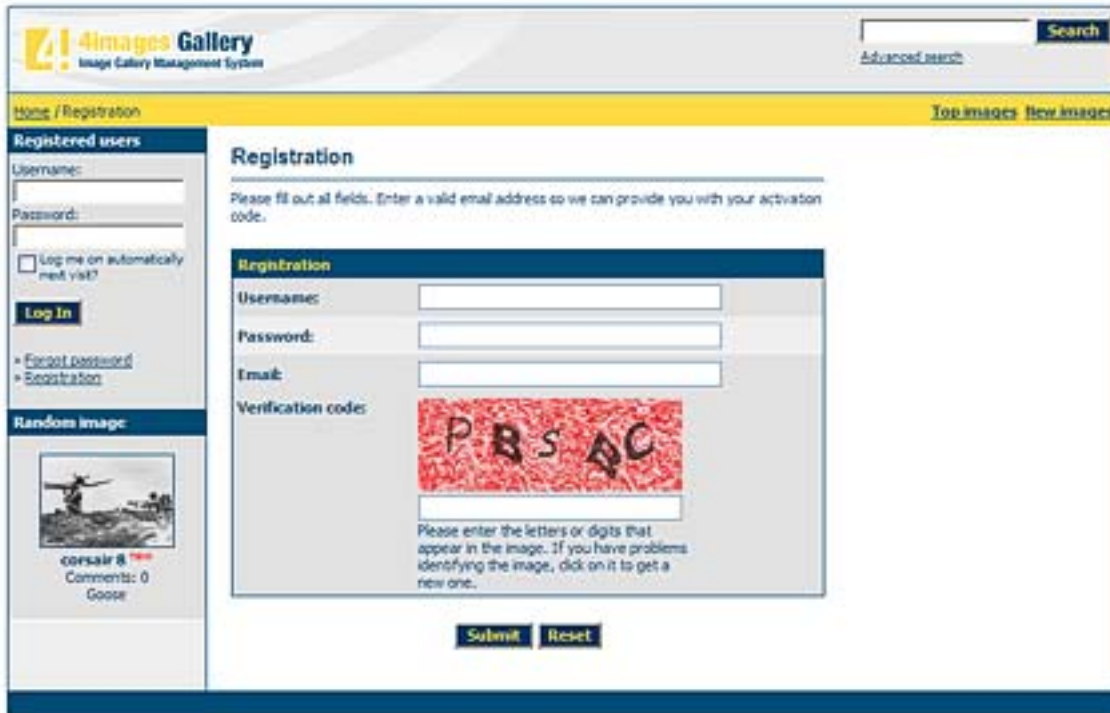 4images Gallery
Image Gallery Management System
Search
Advanced search
Home / Registration
Top images New images
Registered users
Username:
Password:
Log me on automatically
next visit?
Log In
» Forgot password
» Registration
Random image
corsair 8 new
Comments: 0
Goose
Registration
Please fill out all fields. Enter a valid email address so we can provide you with your activation
code.
Registration
Username:
Password:
Email:
Verification code:
Please enter the letters or digits that
appear in the image. If you have problems
identifying the image, click on it to get a
new one.
Submit Reset